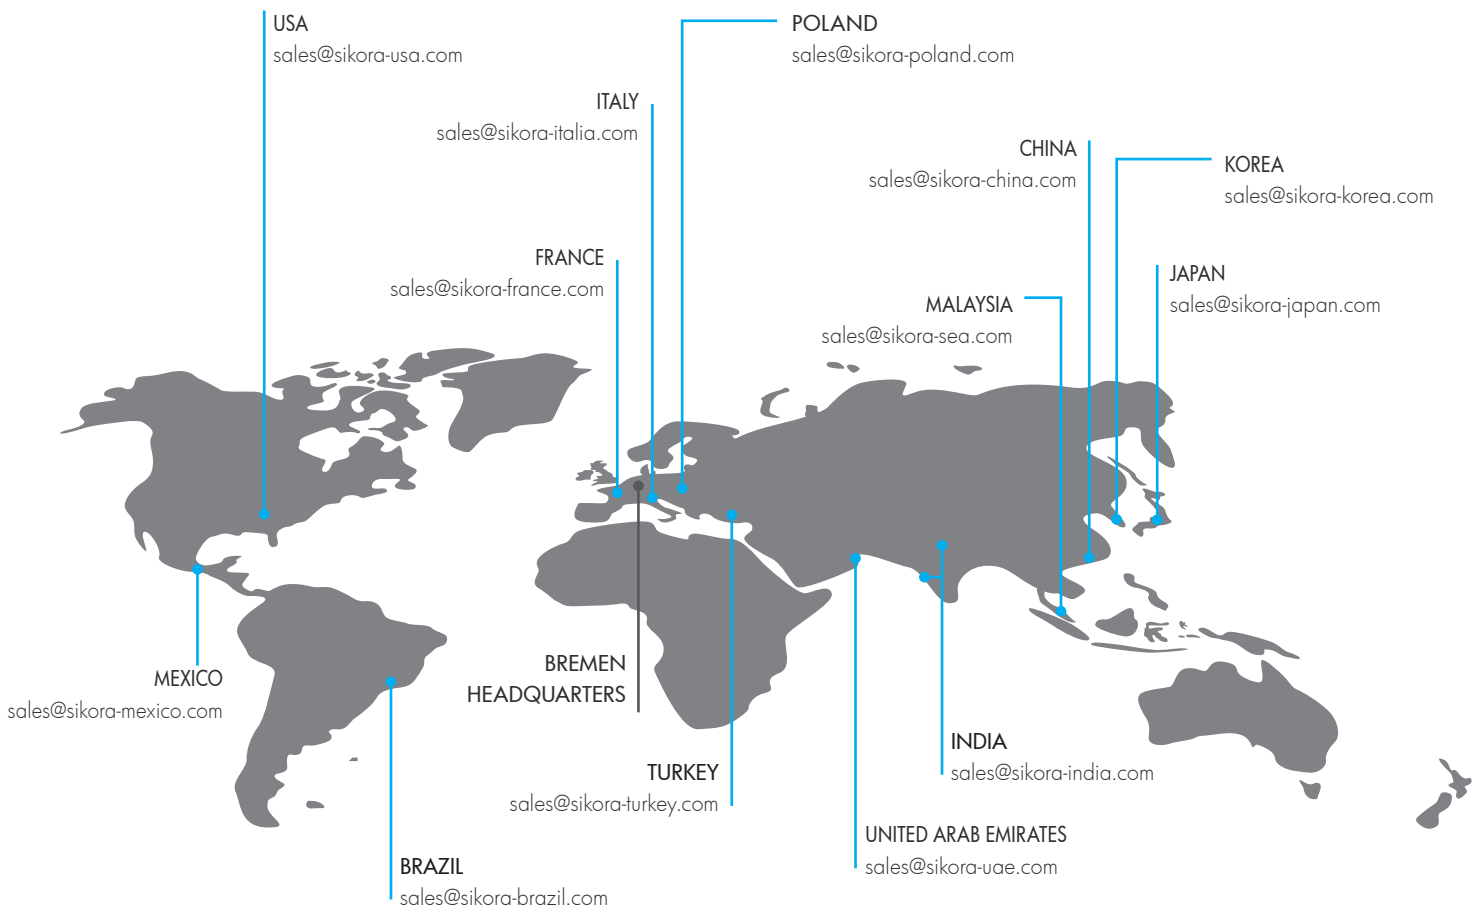 USA
sales@sikora-usa.com
POLAND
sales@sikora-poland.com
ITALY
sales@sikora-italia.com
CHINA
sales@sikora-china.com
KOREA
sales@sikora-korea.com
FRANCE
sales@sikora-france.com
JAPAN
sales@sikora-japan.com
MALAYSIA
sales@sikora-sea.com
BREMEN
HEADQUARTERS
MEXICO
sales@sikora-mexico.com
INDIA
sales@sikora-india.com
TURKEY
sales@sikora-turkey.com
UNITED ARAB EMIRATES
sales@sikora-uae.com
BRAZIL
sales@sikora-brazil.com